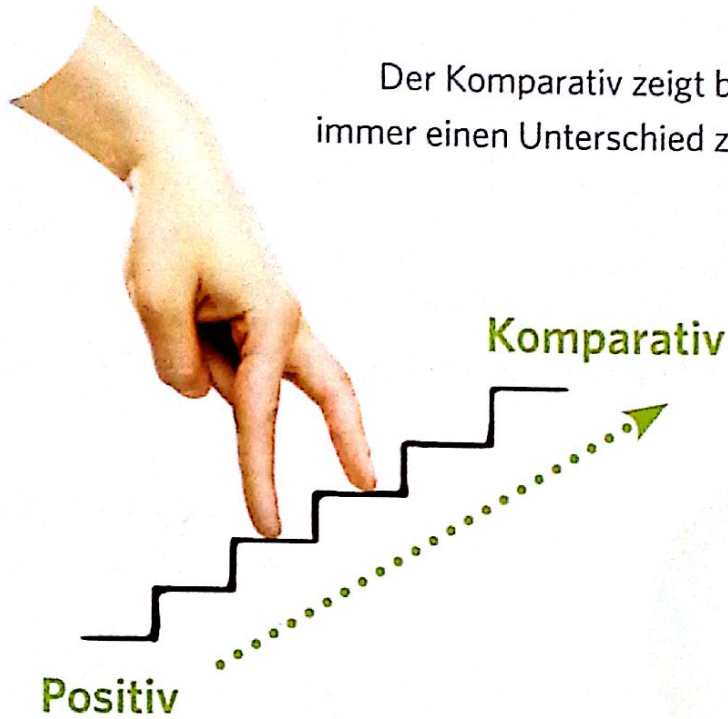 Der Komparativ zeigt b
immer einen Unterschied z
Komparativ
Positiv